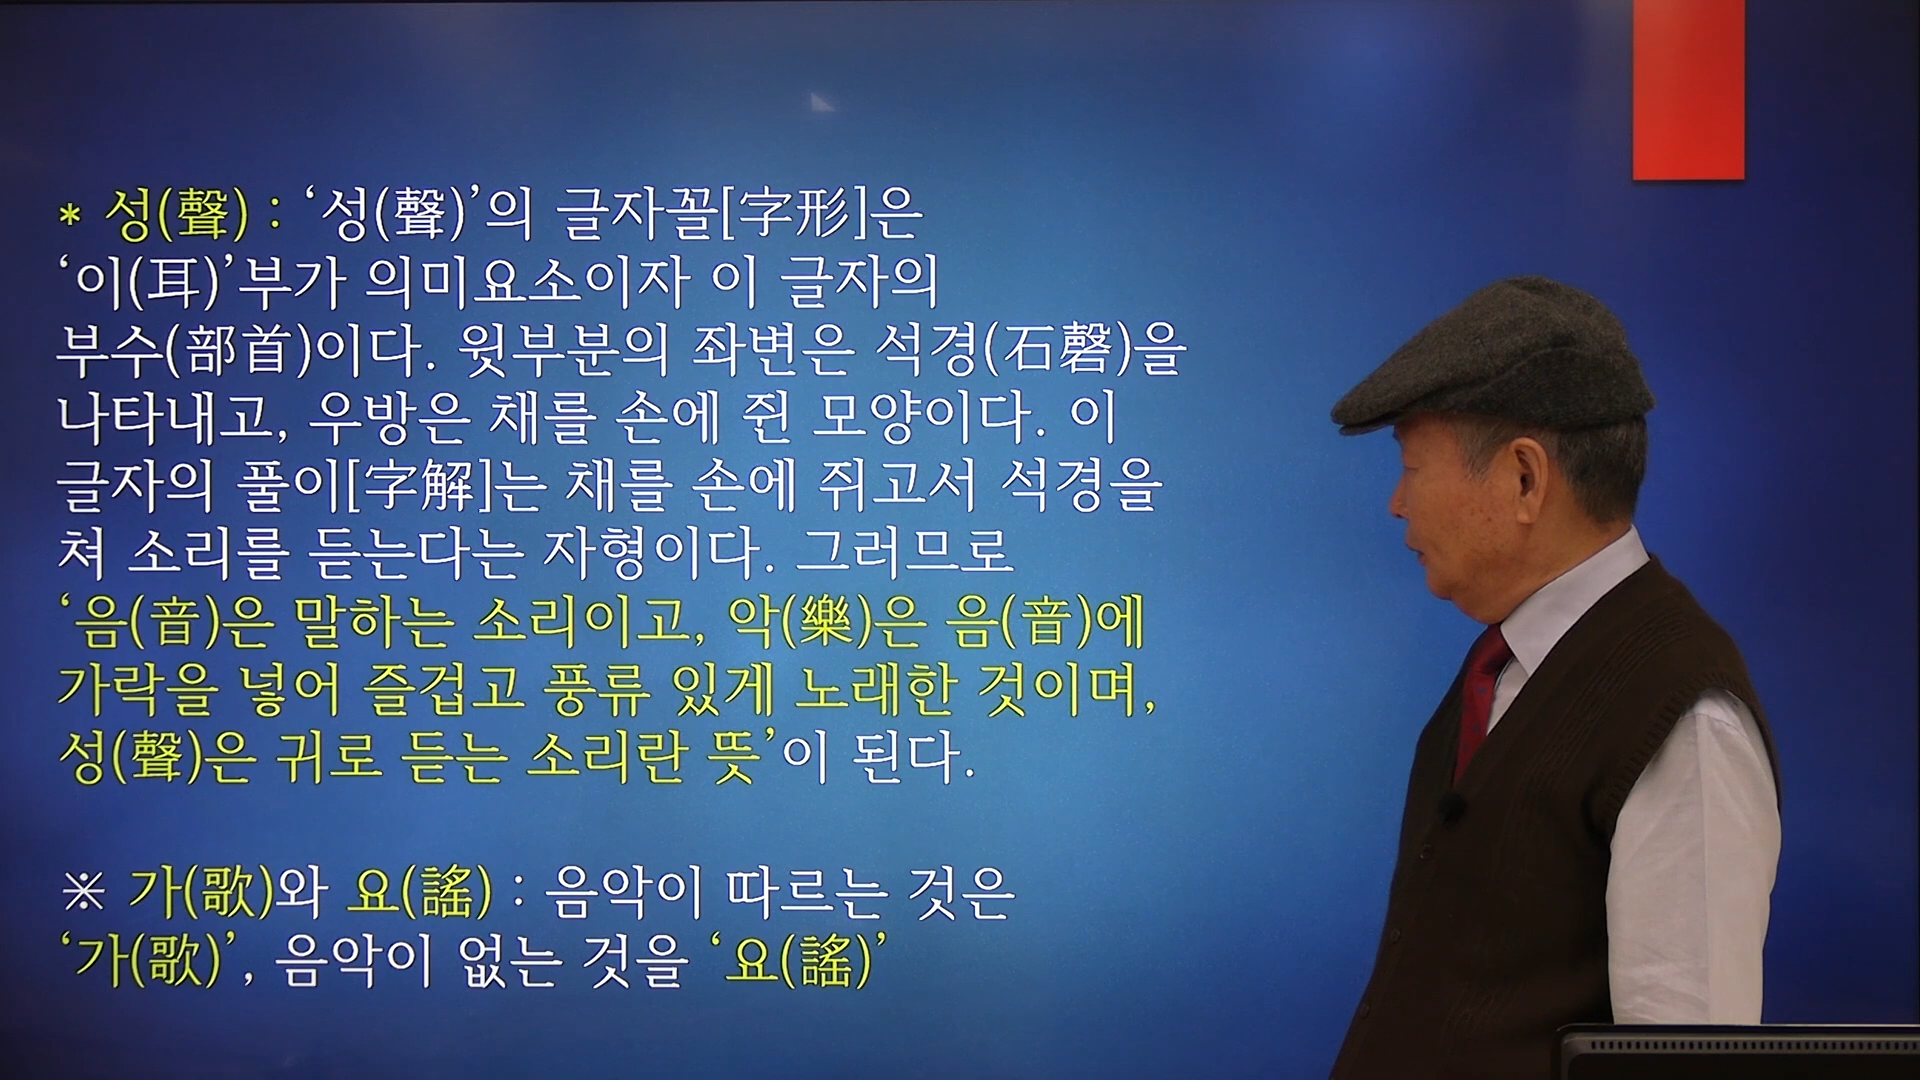 * 성(聲) : ‘성(聲)’의 글자꼴[字形]은
‘이(耳)’부가 의미요소이자 이 글자의
부수(部首)이다. 윗부분의 좌변은 석경(石磬)을
나타내고, 우방은 채를 손에 쥔 모양이다. 이
글자의 풀이[字解]는 채를 손에 쥐고서 석경을
쳐 소리를 듣는다는 자형이다. 그러므로
‘음(音)은 말하는 소리이고, 악(樂)은 음(音)에
가락을 넣어 즐겁고 풍류 있게 노래한 것이며,
성(聲)은 귀로 듣는 소리란 뜻’이 된다.
※ 가(歌)와 요(謠) : 음악이 따르는 것은
‘가(歌)’, 음악이 없는 것을 ‘요(謠)’